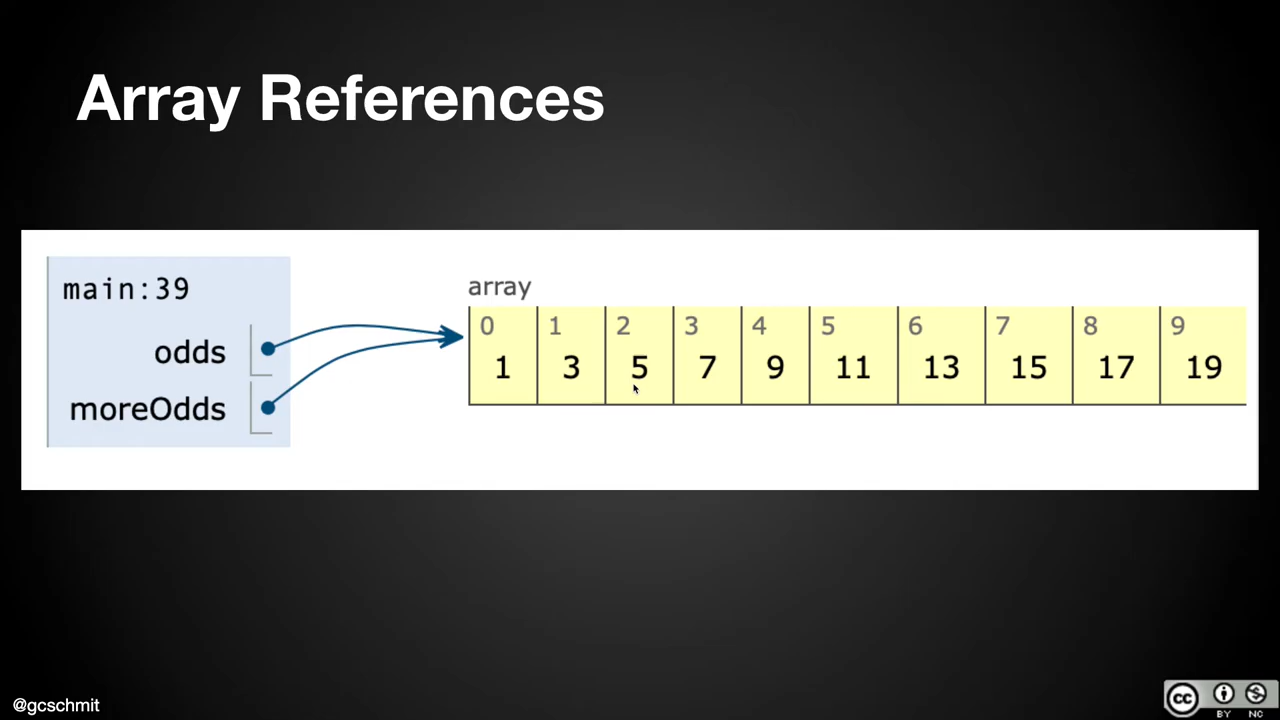 Array References
main:39
odds
moreOdds
array
0 1 2 3 4 5 6 7 8 9
1 3 5 7 9 11 13 15 17 19
@gcschmit
cc
BY NC